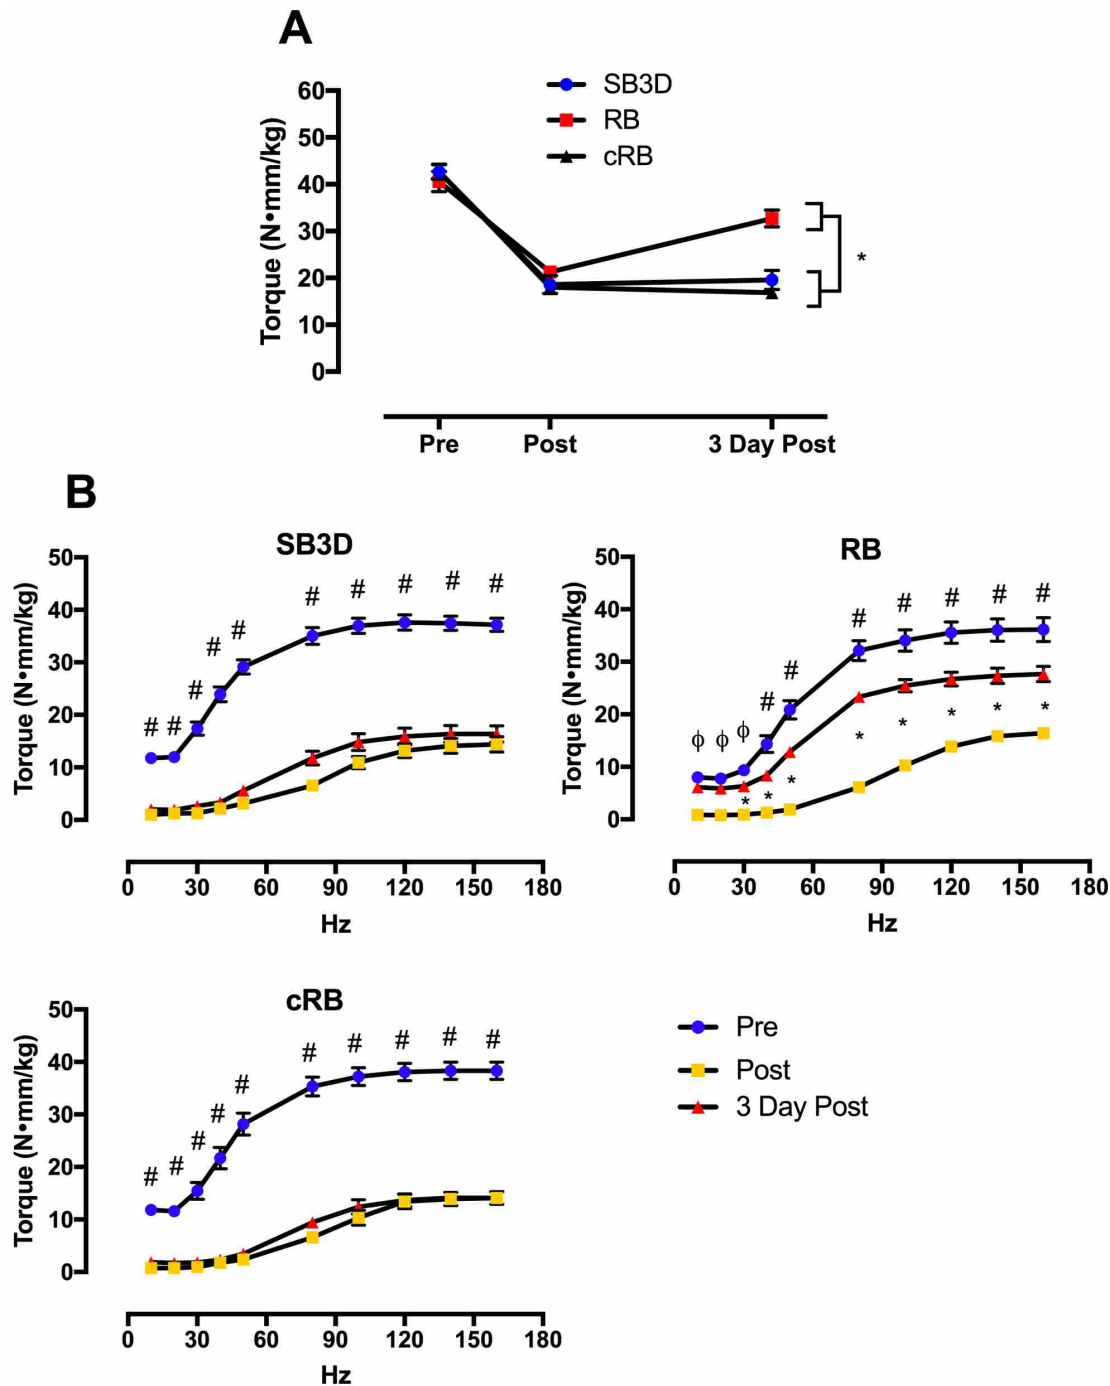 A
SB3D
RB
cRB
Torque (N•mm/kg)
60
50
40
30
20
10
0
*
Pre Post 3 Day Post
B
SB3D
Torque (N•mm/kg)
50
40
30
20
10
0
# # # # # # # # # #
0 30 60 90 120 150 180
Hz
RB
Torque (N•mm/kg)
50
40
30
20
10
0
ϕ ϕ ϕ # # # # # # #
* * * * * * * *
0 30 60 90 120 150 180
Hz
cRB
Torque (N•mm/kg)
50
40
30
20
10
0
# # # # # # # # # #
0 30 60 90 120 150 180
Hz
Pre
Post
3 Day Post